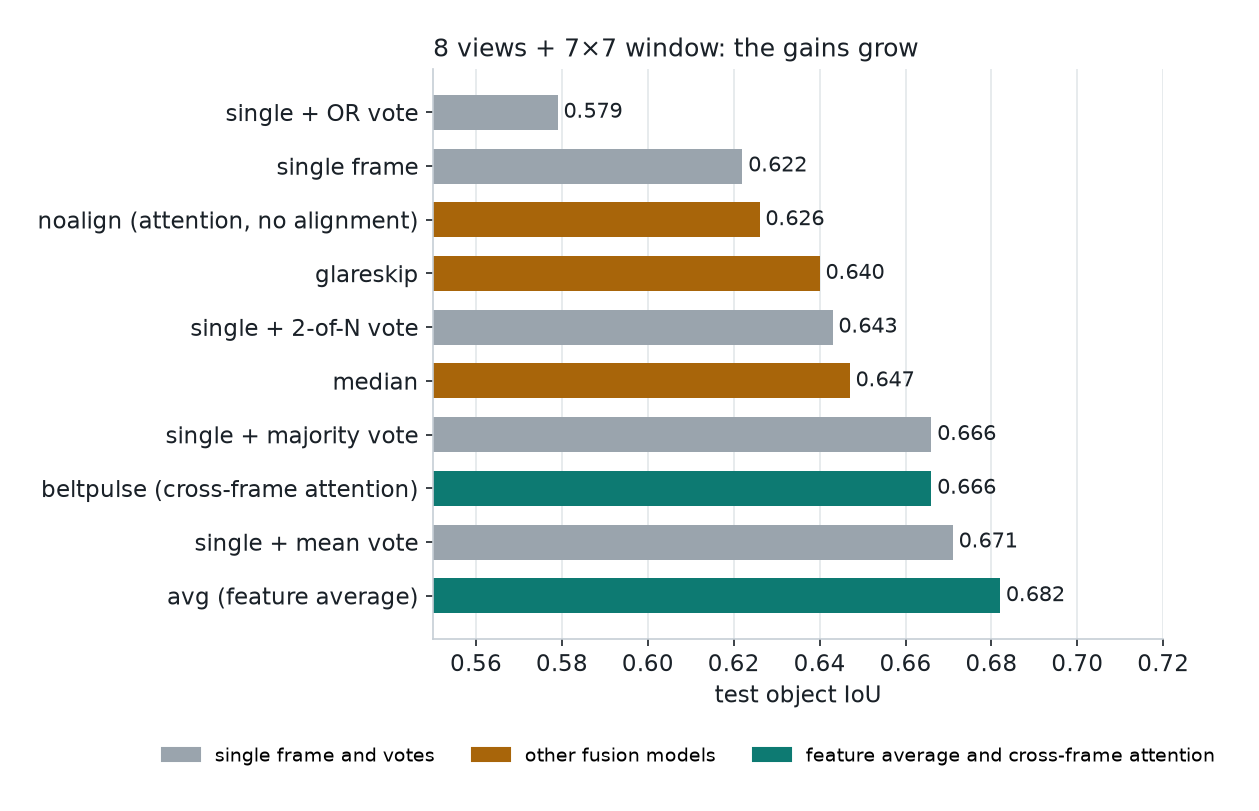 8 views + 7×7 window: the gains grow
single + OR vote 0.579
single frame 0.622
noalign (attention, no alignment) 0.626
glareskip 0.640
single + 2-of-N vote 0.643
median 0.647
single + majority vote 0.666
beltpulse (cross-frame attention) 0.666
single + mean vote 0.671
avg (feature average) 0.682
0.56 0.58 0.60 0.62 0.64 0.66 0.68 0.70 0.72
test object IoU
single frame and votes other fusion models feature average and cross-frame attention